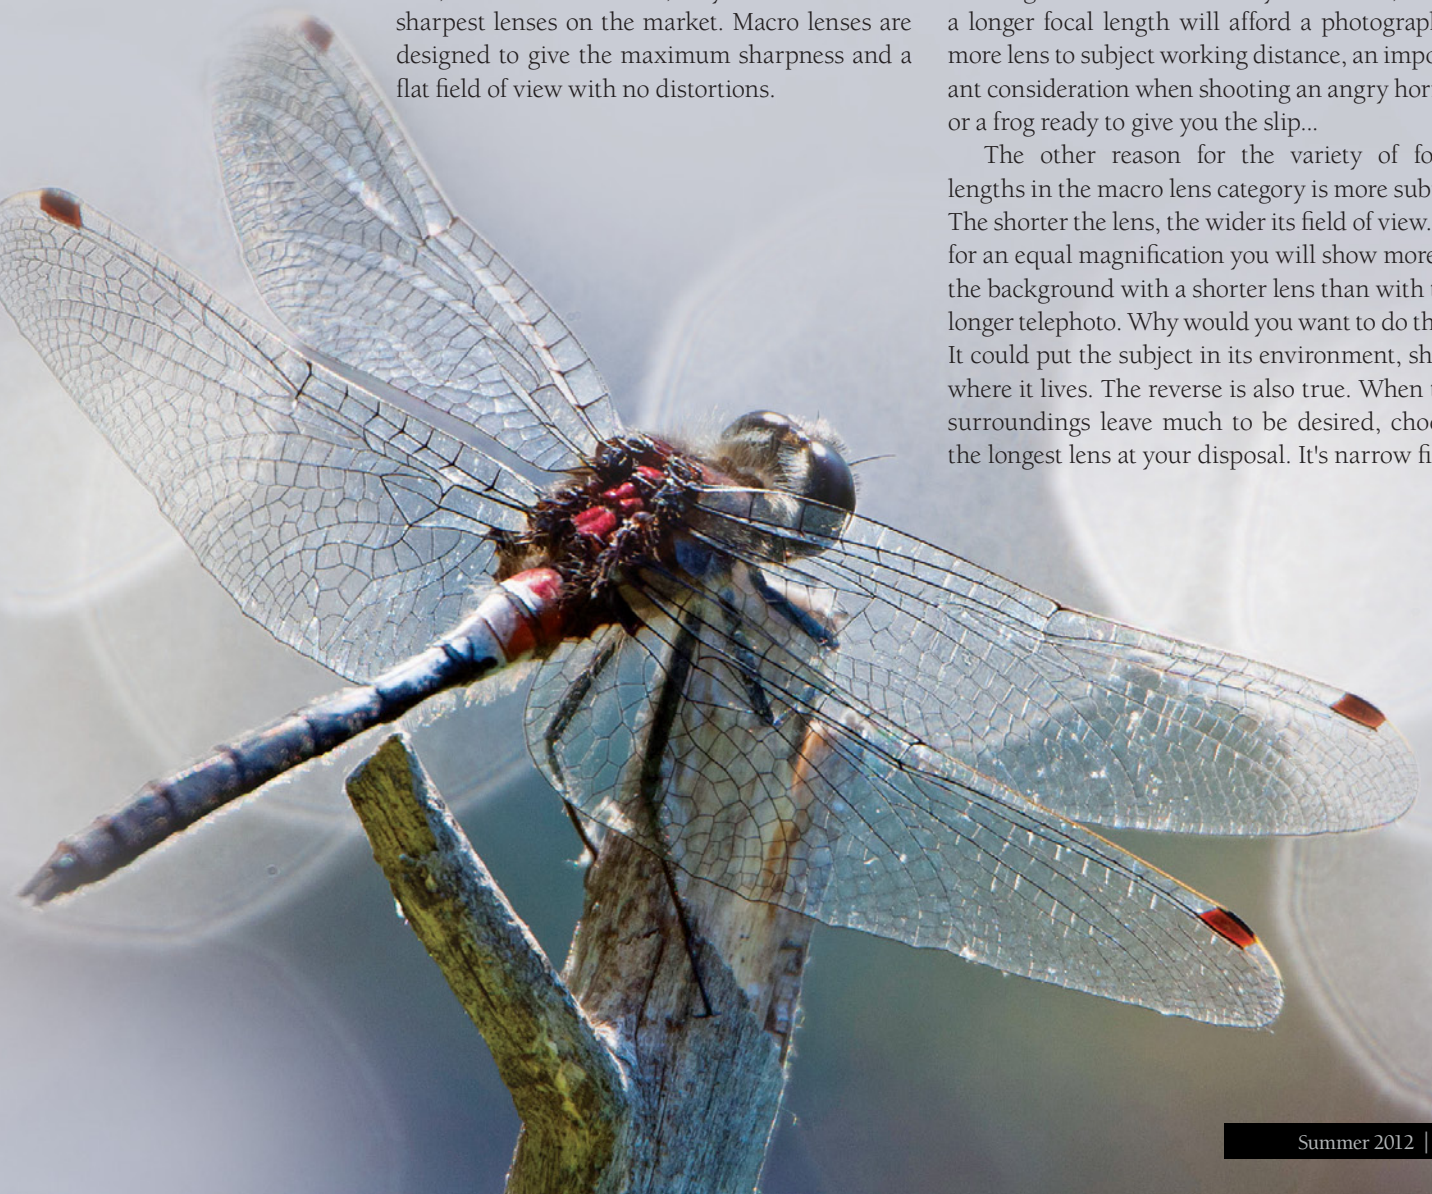 sharpest lenses on the market. Macro lenses are
designed to give the maximum sharpness and a
flat field of view with no distortions.
a longer focal length will afford a
more lens to subject working distance, an
ant consideration when shooting an angry
or a frog ready to give you the slip...
The other reason for the variety of
lengths in the macro lens category is more
The shorter the lens, the wider its field of view.
for an equal magnification you will show more
the background with a shorter lens than with
longer telephoto. Why would you want to do
It could put the subject in its environment,
where it lives. The reverse is also true. When
surroundings leave much to be desired,
the longest lens at your disposal. It's narrow
Summer 2012 |